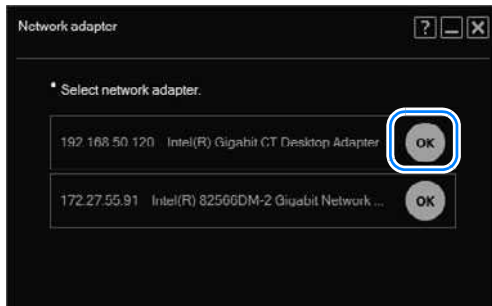 Network adapter ?
Select network adapter.
192.168.50.120 Intel(R) Gigabit CT Desktop Adapter OK
172.27.55.91 Intel(R) 82566DM-2 Gigabit Network ... OK